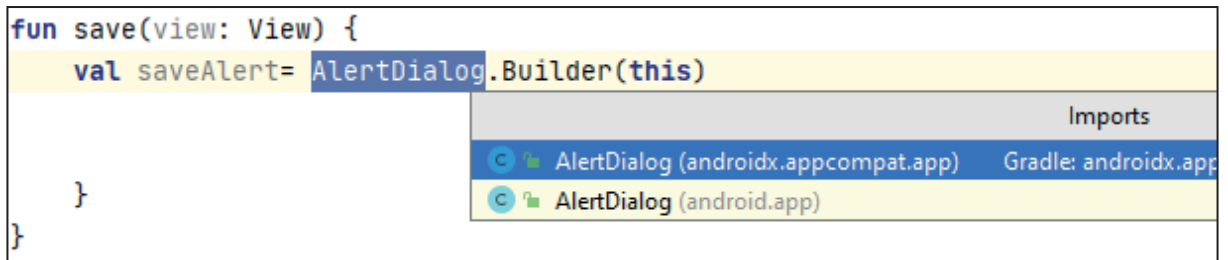 fun save(view: View) {
val saveAlert= AlertDialog.Builder(this)
Imports
C AlertDialog (androidx.appcompat.app) Gradle: androidx.app
}
C AlertDialog (android.app)
}